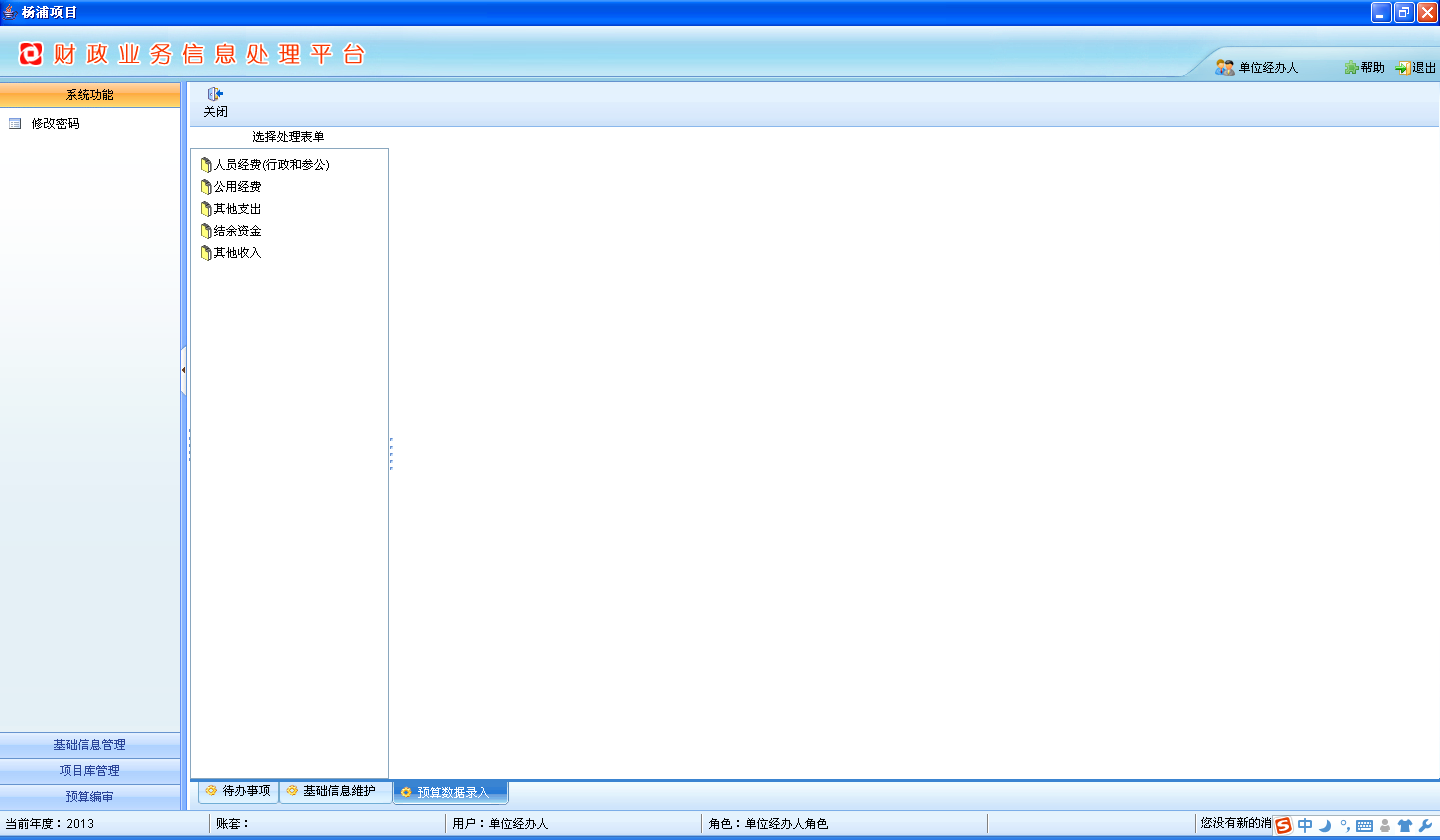 杨浦项目
财政业务信息处理平台
单位经办人
帮助
退出
系统功能
修改密码
关闭
选择处理表单
人员经费(行政和参公)
公用经费
其他支出
结余资金
其他收入
基础信息管理
项目库管理
预算编审
待办事项
基础信息维护
预算数据录入
当前年度：2013
账套：
用户：单位经办人
角色：单位经办人角色
您没有新的消
中